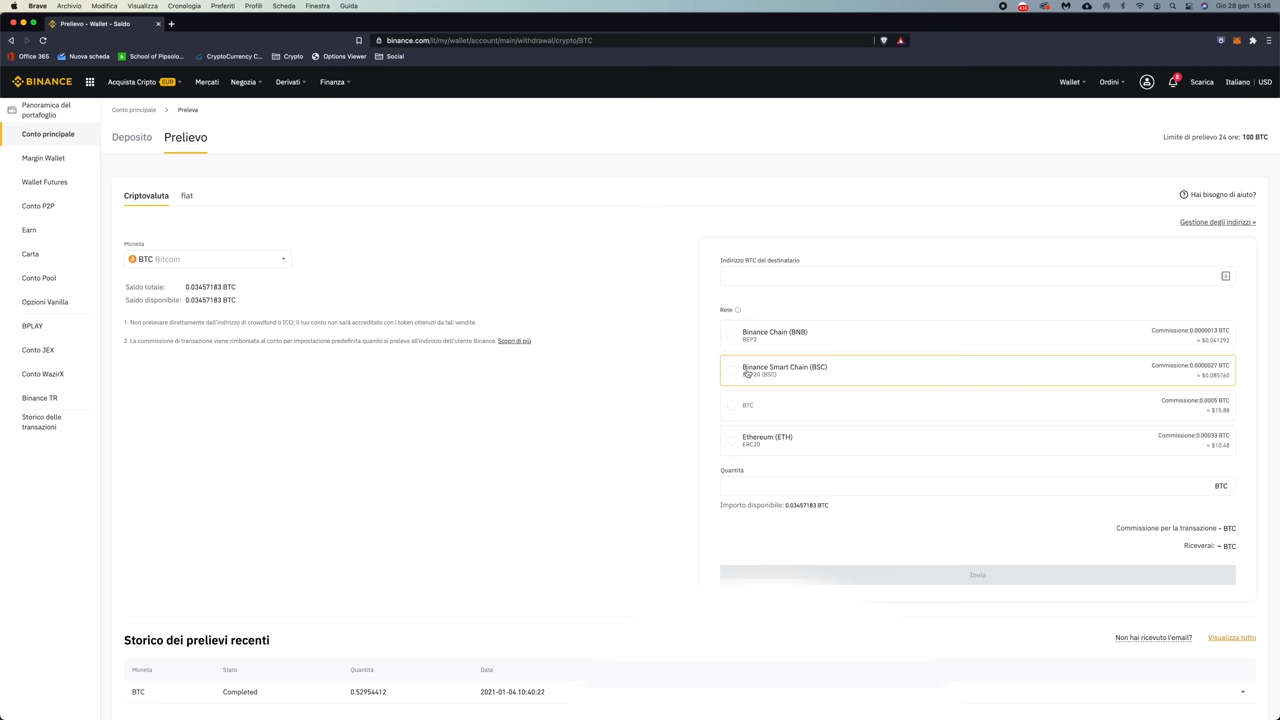 Brave Archivio Modifica Visualizza Cronologia Preferiti Profili Scheda Finestra Guida
Gio 28 gen 15:46
Prelievo - Wallet - Saldo
binance.com/it/my/wallet/account/main/withdrawal/crypto/BTC
Office 365 Nuova scheda School of Pipsolo... CryptoCurrency C... Crypto Options Viewer Social
BINANCE Acquista Cripto EUR Mercati Negozia Derivati Finanza Wallet Ordini 8 Scarica Italiano USD
Panoramica del
portafoglio
Conto principale
Margin Wallet
Wallet Futures
Conto P2P
Earn
Carta
Conto Pool
Opzioni Vanilla
BPLAY
Conto JEX
Conto WazirX
Binance TR
Storico delle
transazioni
Conto principale > Preleva
Deposito Prelievo
Limite di prelievo 24 ore: 100 BTC
Criptovaluta fiat
Hai bisogno di aiuto?
Gestione degli indirizzi »
Moneta
BTC Bitcoin
Saldo totale: 0.03457183 BTC
Saldo disponibile: 0.03457183 BTC
1. Non prelevare direttamente dall'indirizzo di crowdfund o ICO; il tuo conto non sarà accreditato con i token ottenuti da tali vendite.
2. La commissione di transazione viene rimborsata al conto per impostazione predefinita quando si preleva all'indirizzo dell'utente Binance. Scopri di più
Indirizzo BTC del destinatario
Rete
Binance Chain (BNB) Commissione:0.0000013 BTC
BEP2 ≈ $0.041292
Binance Smart Chain (BSC) Commissione:0.0000027 BTC
(BSC) ≈ $0.085760
BTC Commissione:0.0005 BTC
≈ $15.88
Ethereum (ETH) Commissione:0.00033 BTC
ERC20 ≈ $10.48
Quantità
BTC
Importo disponibile: 0.03457183 BTC
Commissione per la transazione - BTC
Riceverai: - BTC
Invia
Storico dei prelievi recenti
Non hai ricevuto l'email? Visualizza tutto
Moneta Stato Quantità Data
BTC Completed 0.52954412 2021-01-04 10:40:22